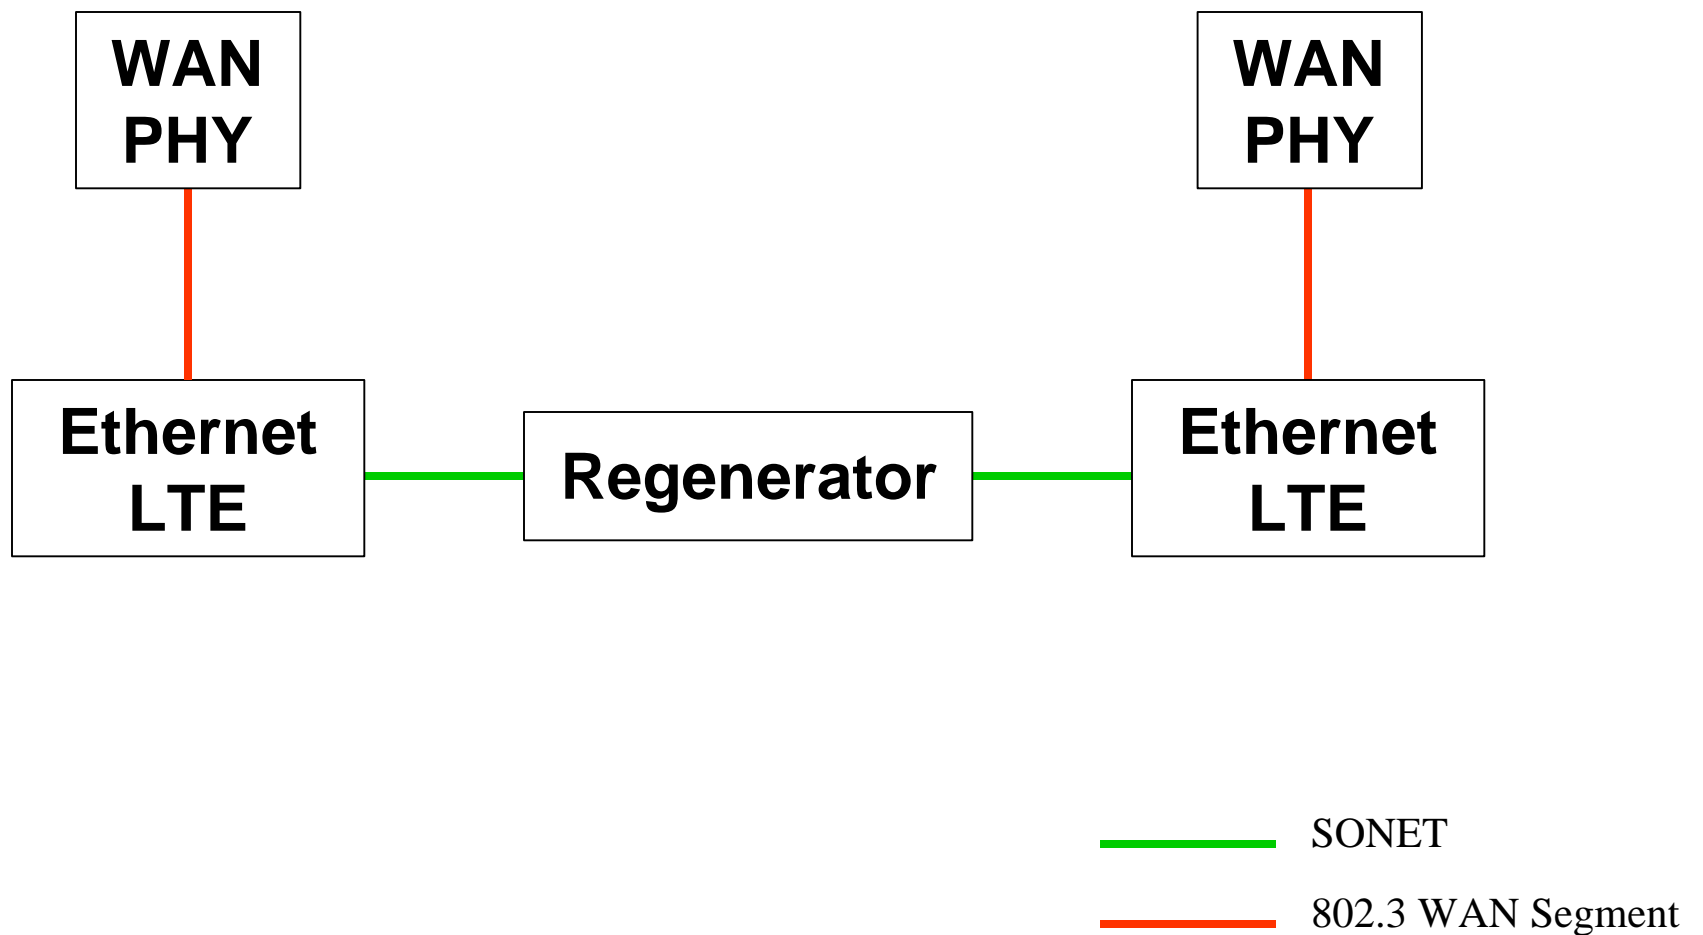 WAN
PHY
WAN
PHY
Ethernet
LTE
Regenerator
Ethernet
LTE
SONET
802.3 WAN Segment